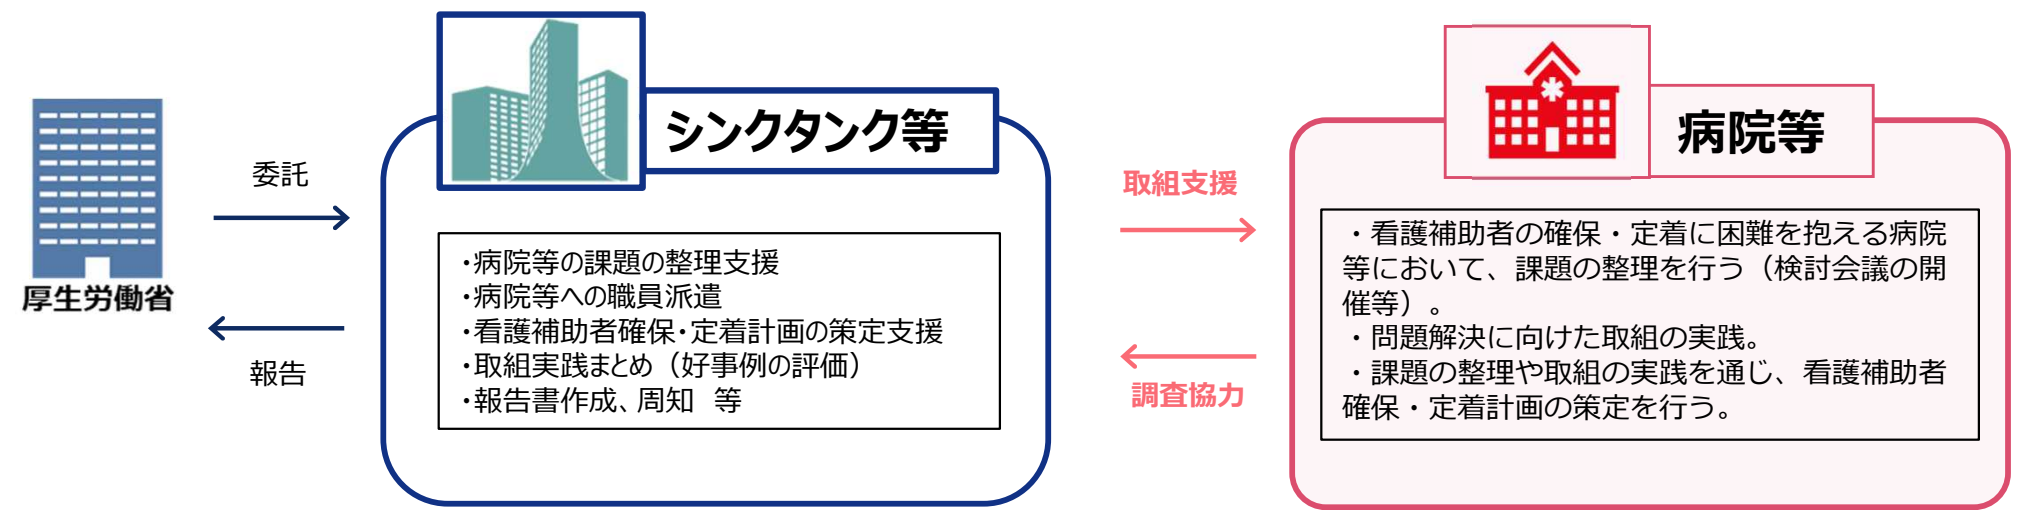 厚生労働省
委託
報告
シンクタンク等
・病院等の課題の整理支援
・病院等への職員派遣
・看護補助者確保・定着計画の策定支援
・取組実践まとめ（好事例の評価）
・報告書作成、周知　等
取組支援
調査協力
病院等
・看護補助者の確保・定着に困難を抱える病院
等において、課題の整理を行う（検討会議の開
催等）。
・問題解決に向けた取組の実践。
・課題の整理や取組の実践を通じ、看護補助者
確保・定着計画の策定を行う。